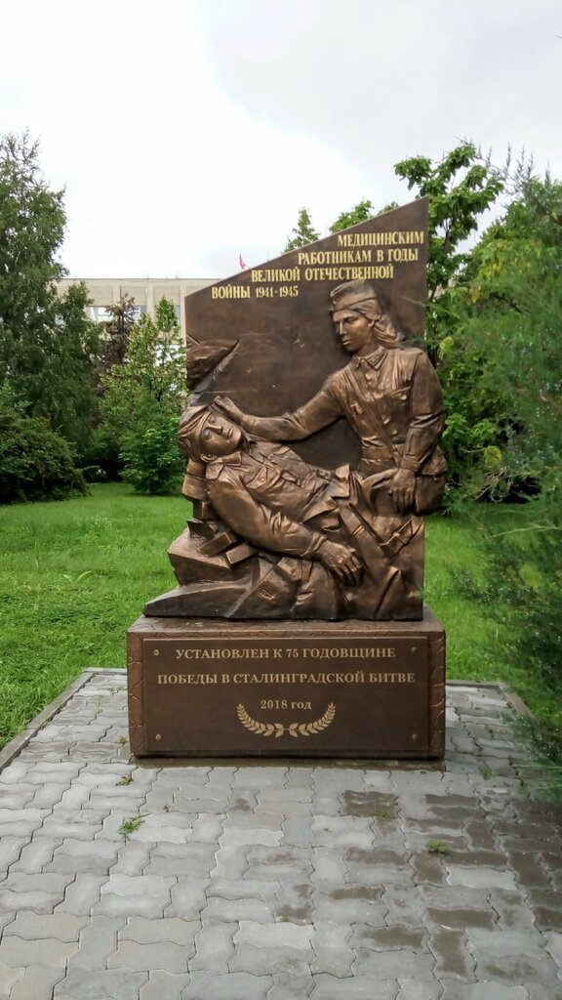 МЕДИЦИНСКИМ
РАБОТНИКАМ В ГОДЫ
ВЕЛИКОЙ ОТЕЧЕСТВЕННОЙ
ВОЙНЫ 1941-1945
УСТАНОВЛЕН К 75 ГОДОВЩИНЕ
ПОБЕДЫ В СТАЛИНГРАДСКОЙ БИТВЕ
2018 год